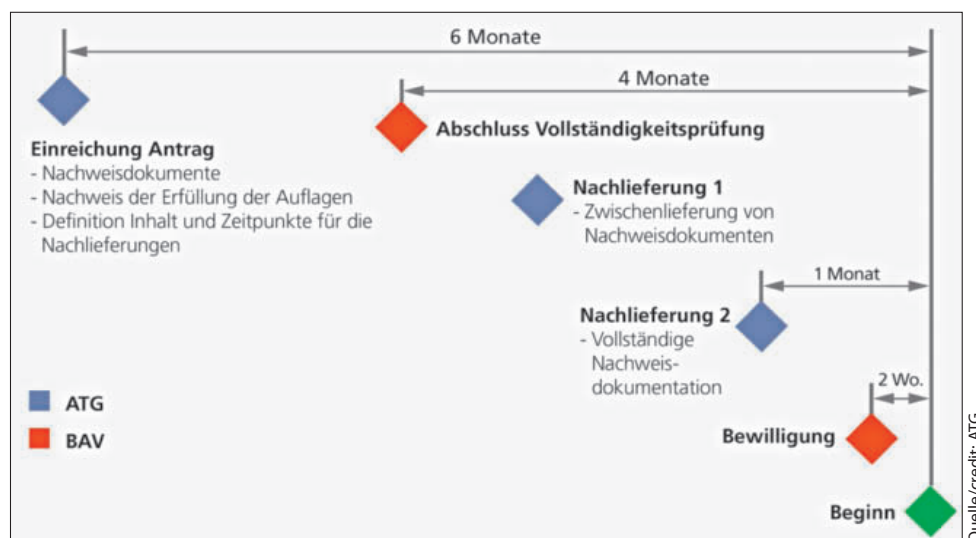 6 Monate
4 Monate
Abschluss Vollständigkeitsprüfung
Einreichung Antrag
- Nachweisdokumente
- Nachweis der Erfüllung der Auflagen
- Definition Inhalt und Zeitpunkte für die
Nachlieferungen
Nachlieferung 1
- Zwischenlieferung von
Nachweisdokumenten
1 Monat
Nachlieferung 2
- Vollständige
Nachweis-
dokumentation
2 Wo.
ATG
BAV
Bewilligung
Beginn
Quelle/credit: ATG